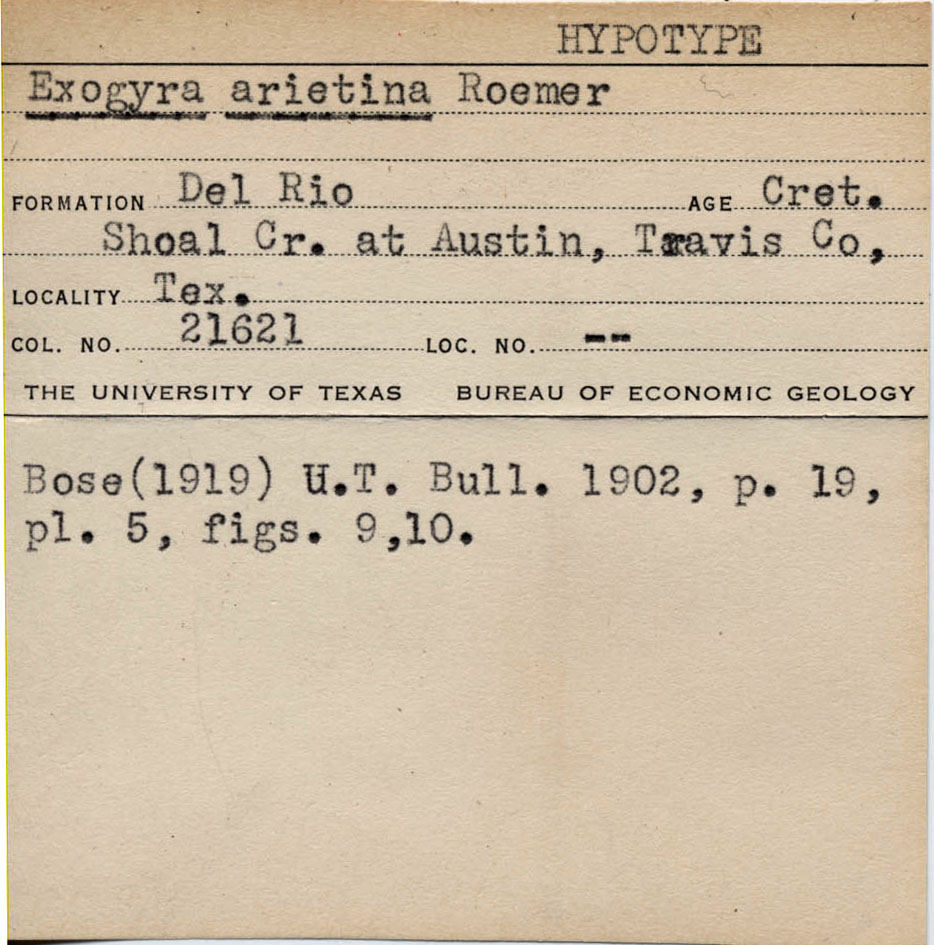 HYPOTYPE
Exogyra arietina Roemer
FORMATION Del Rio AGE Cret.
Shoal Cr. at Austin, Travis Co,
LOCALITY Tex.
COL. NO. 21621 LOC. NO. --
THE UNIVERSITY OF TEXAS BUREAU OF ECONOMIC GEOLOGY
Bose(1919) U.T. Bull. 1902, p. 19,
pl. 5, figs. 9,10.